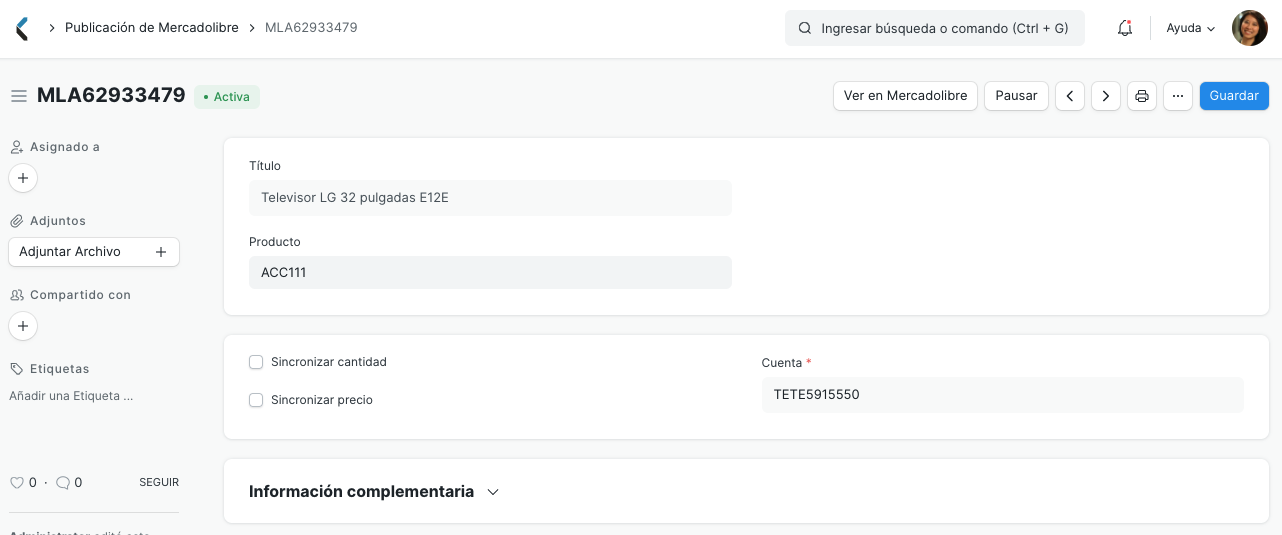 Publicación de Mercadolibre
MLA62933479
Ingresar búsqueda o comando (Ctrl + G)
Ayuda
MLA62933479
Activa
Ver en Mercadolibre
Pausar
Guardar
Asignado a
Adjuntos
Adjuntar Archivo
Compartido con
Etiquetas
Añadir una Etiqueta ...
0 · 0
SEGUIR
Título
Televisor LG 32 pulgadas E12E
Producto
ACC111
Sincronizar cantidad
Sincronizar precio
Cuenta *
TETE5915550
Información complementaria